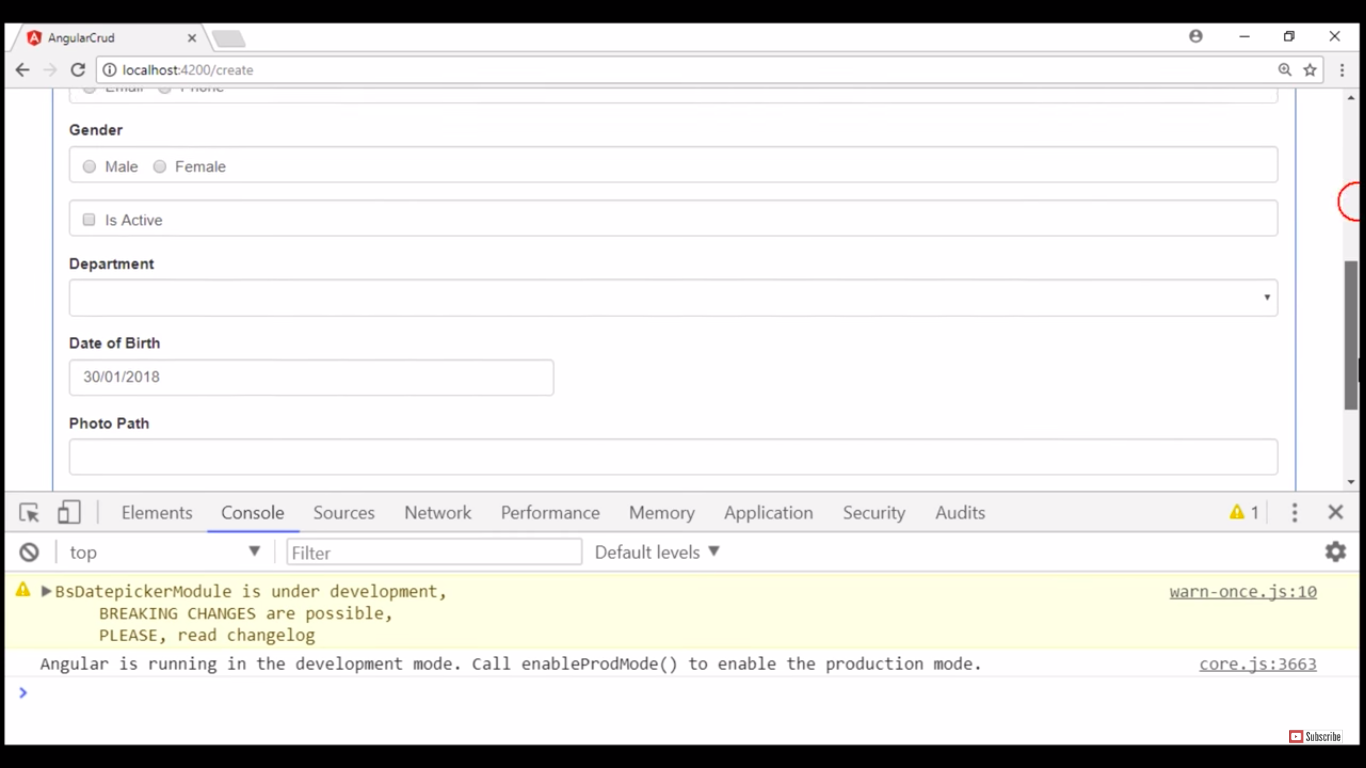 AngularCrud
localhost:4200/create
Email Phone
Gender
Male Female
Is Active
Department
Date of Birth
30/01/2018
Photo Path
Elements Console Sources Network Performance Memory Application Security Audits 1
top Filter Default levels
BsDatepickerModule is under development, warn-once.js:10
BREAKING CHANGES are possible,
PLEASE, read changelog
Angular is running in the development mode. Call enableProdMode() to enable the production mode. core.js:3663
Subscribe